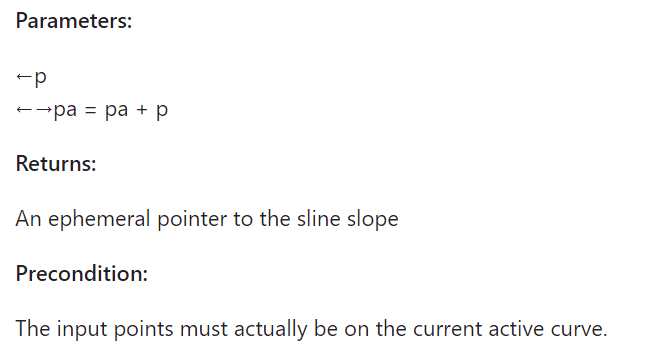 Parameters:
←p
←→pa = pa + p
Returns:
An ephemeral pointer to the sline slope
Precondition:
The input points must actually be on the current active curve.